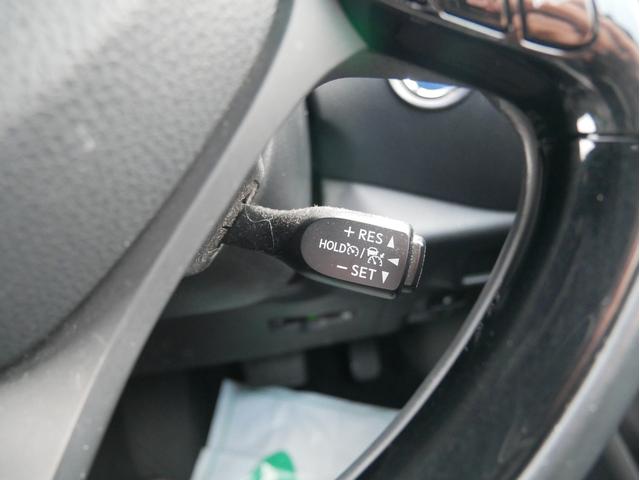 + RES ▲
HOLD /
− SET ▼